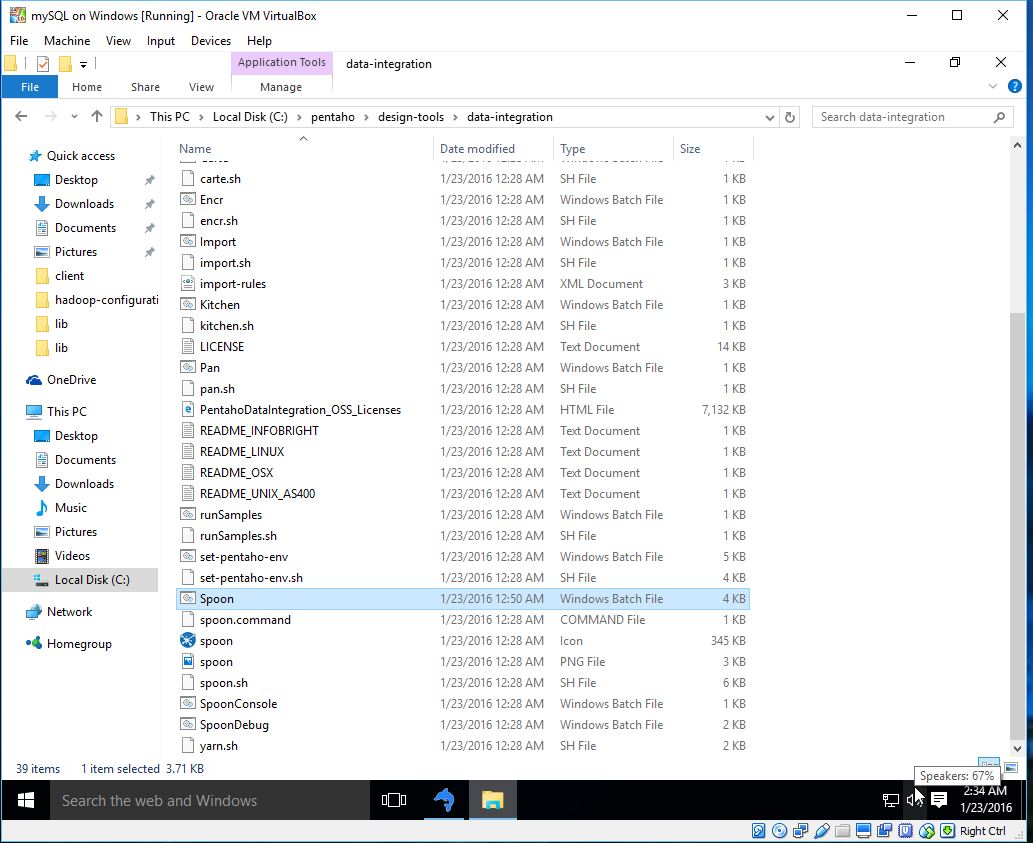 mySQL on Windows [Running] - Oracle VM VirtualBox
File Machine View Input Devices Help
Application Tools data-integration
File Home Share View Manage
This PC Local Disk (C:) pentaho design-tools data-integration Search data-integration
Name Date modified Type Size
Quick access
Desktop
Downloads
Documents
Pictures
client
hadoop-configurati
lib
lib
OneDrive
This PC
Desktop
Documents
Downloads
Music
Pictures
Videos
Local Disk (C:)
Network
Homegroup
carte.sh 1/23/2016 12:28 AM SH File 1 KB
Encr 1/23/2016 12:28 AM Windows Batch File 1 KB
encr.sh 1/23/2016 12:28 AM SH File 1 KB
Import 1/23/2016 12:28 AM Windows Batch File 1 KB
import.sh 1/23/2016 12:28 AM SH File 1 KB
import-rules 1/23/2016 12:28 AM XML Document 3 KB
Kitchen 1/23/2016 12:28 AM Windows Batch File 1 KB
kitchen.sh 1/23/2016 12:28 AM SH File 1 KB
LICENSE 1/23/2016 12:28 AM Text Document 14 KB
Pan 1/23/2016 12:28 AM Windows Batch File 1 KB
pan.sh 1/23/2016 12:28 AM SH File 1 KB
PentahoDataIntegration_OSS_Licenses 1/23/2016 12:28 AM HTML File 7,132 KB
README_INFOBRIGHT 1/23/2016 12:28 AM Text Document 1 KB
README_LINUX 1/23/2016 12:28 AM Text Document 1 KB
README_OSX 1/23/2016 12:28 AM Text Document 1 KB
README_UNIX_AS400 1/23/2016 12:28 AM Text Document 1 KB
runSamples 1/23/2016 12:28 AM Windows Batch File 1 KB
runSamples.sh 1/23/2016 12:28 AM SH File 1 KB
set-pentaho-env 1/23/2016 12:28 AM Windows Batch File 5 KB
set-pentaho-env.sh 1/23/2016 12:28 AM SH File 4 KB
Spoon 1/23/2016 12:50 AM Windows Batch File 4 KB
spoon.command 1/23/2016 12:28 AM COMMAND File 1 KB
spoon 1/23/2016 12:28 AM Icon 345 KB
spoon 1/23/2016 12:28 AM PNG File 3 KB
spoon.sh 1/23/2016 12:28 AM SH File 6 KB
SpoonConsole 1/23/2016 12:28 AM Windows Batch File 1 KB
SpoonDebug 1/23/2016 12:28 AM Windows Batch File 2 KB
yarn.sh 1/23/2016 12:28 AM SH File 2 KB
39 items 1 item selected 3.71 KB
Speakers: 67%
Search the web and Windows
2:34 AM
1/23/2016
Right Ctrl